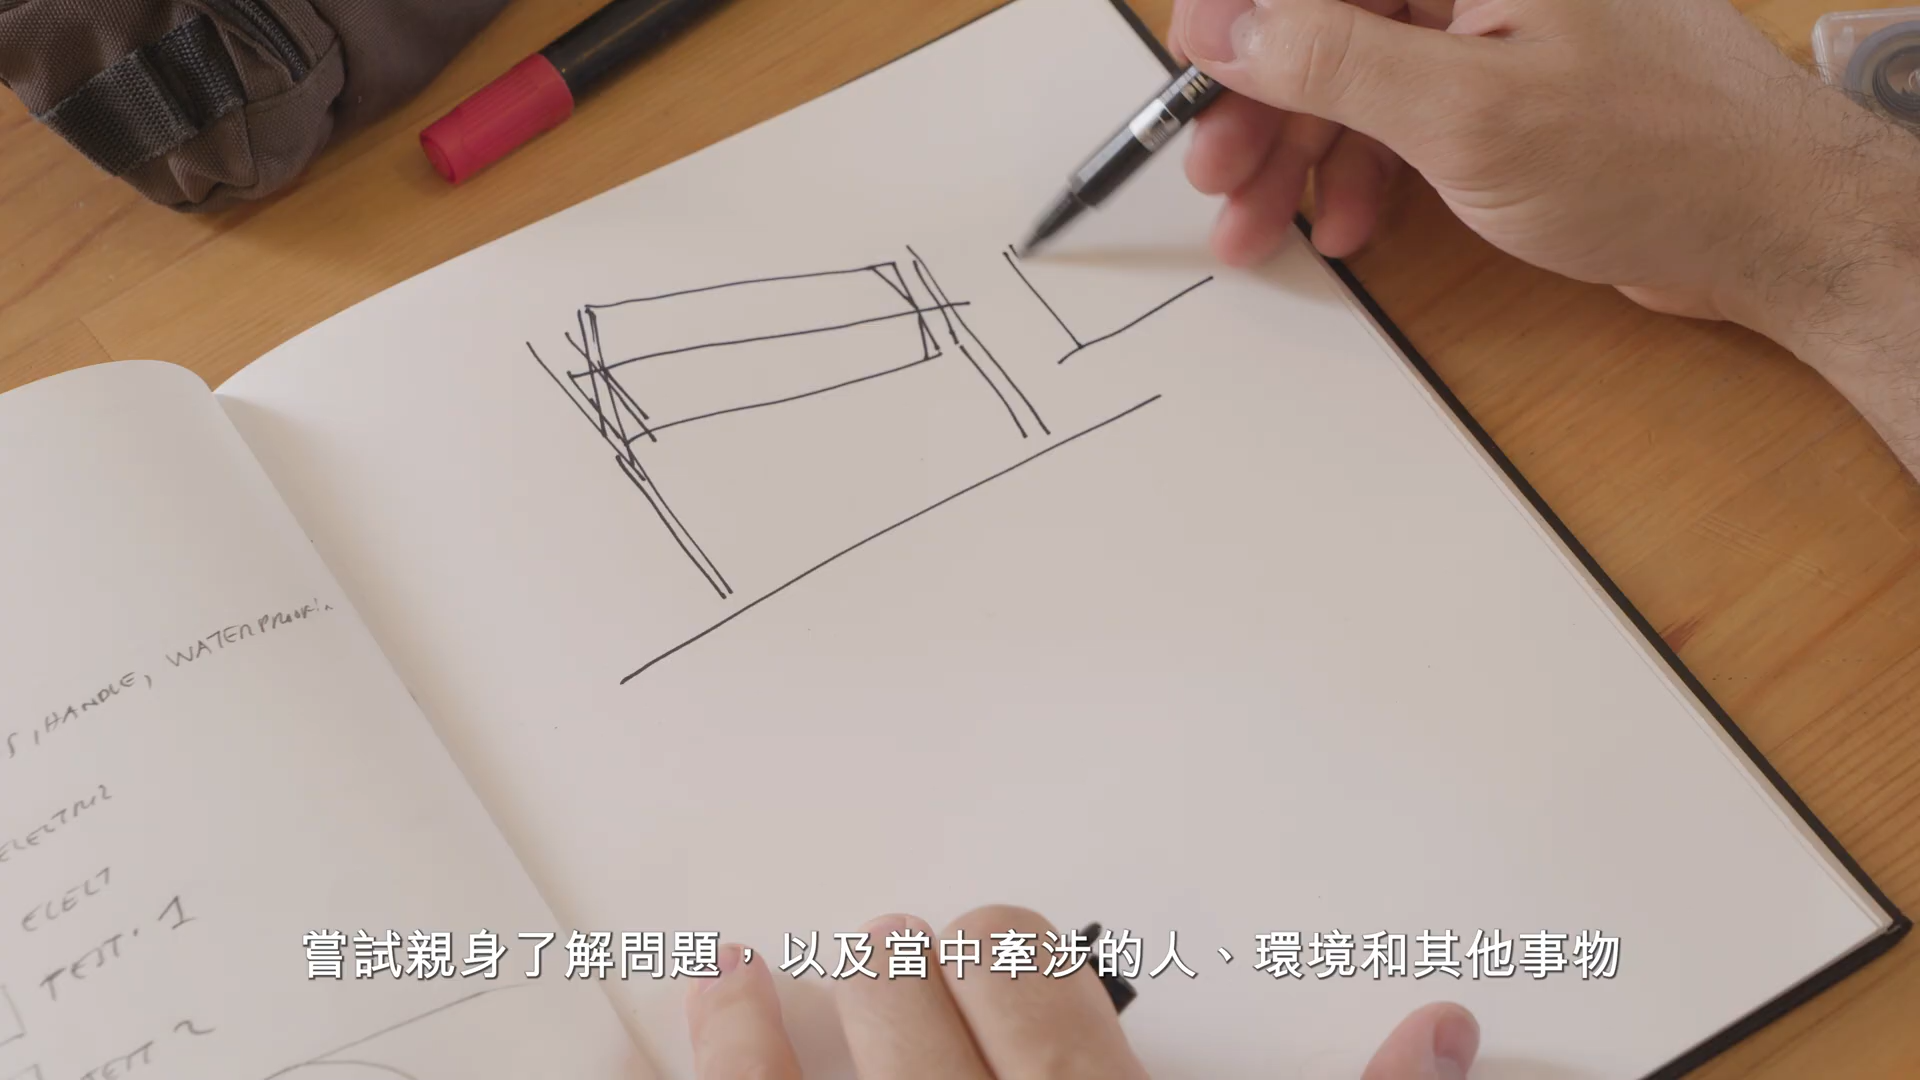 HANDLE, WATERPROOF!
ELECT
TEST. 1
TEST 2
嘗試親身了解問題，以及當中牽涉的人、環境和其他事物